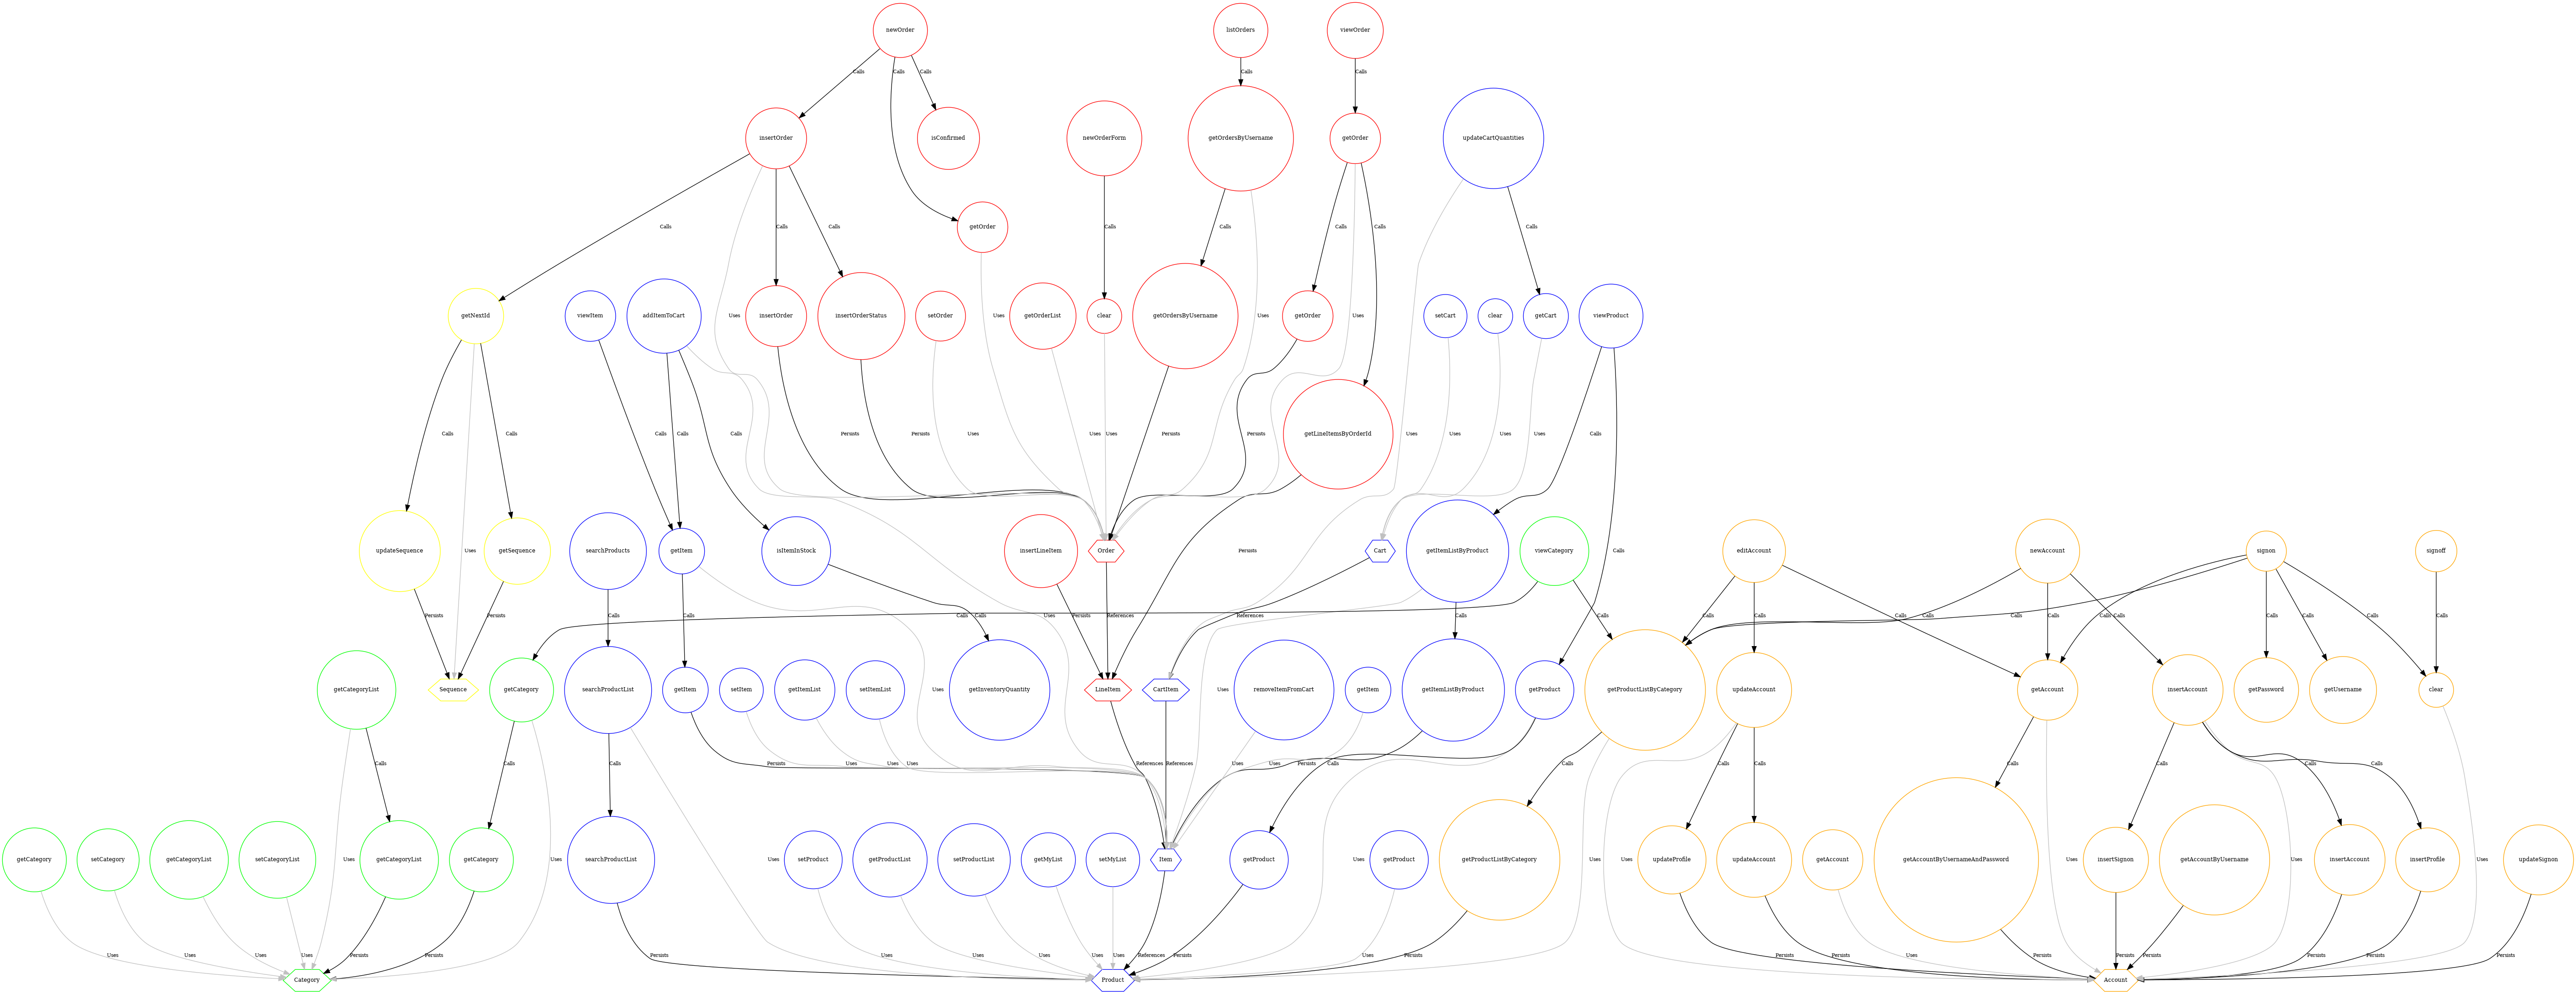 newOrder
listOrders
viewOrder
Calls
Calls
Calls
Calls
Calls
insertOrder
isConfirmed
newOrderForm
getOrdersByUsername
getOrder
updateCartQuantities
Calls
Uses
Calls
Calls
getOrder
Calls
Calls
Uses
Calls
Uses
Calls
Uses
Calls
getNextId
viewItem
addItemToCart
insertOrder
insertOrderStatus
setOrder
Uses
getOrderList
clear
getOrdersByUsername
getOrder
setCart
clear
getCart
viewProduct
Calls
Uses
Calls
Calls
Calls
Uses
Calls
Persists
Persists
Uses
Uses
Uses
Persists
Persists
getLineItemsByOrderId
Uses
Uses
Uses
Calls
Calls
updateSequence
getSequence
searchProducts
getItem
isItemInStock
insertLineItem
Order
Persists
Cart
getItemListByProduct
viewCategory
editAccount
newAccount
signon
signoff
Persists
Persists
Calls
Calls
Uses
Calls
Calls
Persists
References
References
Uses
Calls
Calls
Calls
Calls
Calls
Calls
Calls
Calls
Calls
Calls
Calls
Calls
Calls
Calls
getCategoryList
Sequence
getCategory
searchProductList
getItem
setItem
getItemList
setItemList
getInventoryQuantity
LineItem
CartItem
removeItemFromCart
getItem
getItemListByProduct
getProduct
getProductListByCategory
updateAccount
getAccount
insertAccount
getPassword
getUsername
clear
Uses
Calls
Calls
Uses
Calls
Uses
Persists
Uses
Uses
Uses
References
References
Uses
Uses
Persists
Calls
Uses
Calls
Uses
Uses
Calls
Calls
Calls
Uses
Calls
Uses
Calls
Calls
Uses
getCategory
setCategory
getCategoryList
setCategoryList
getCategoryList
getCategory
searchProductList
setProduct
getProductList
setProductList
getMyList
setMyList
Item
getProduct
getProduct
getProductListByCategory
updateProfile
updateAccount
getAccount
getAccountByUsernameAndPassword
insertSignon
getAccountByUsername
insertAccount
insertProfile
updateSignon
Uses
Uses
Uses
Uses
Persists
Persists
Persists
Uses
Uses
Uses
Uses
Uses
References
Persists
Uses
Persists
Persists
Persists
Uses
Persists
Persists
Persists
Persists
Persists
Persists
Category
Product
Account